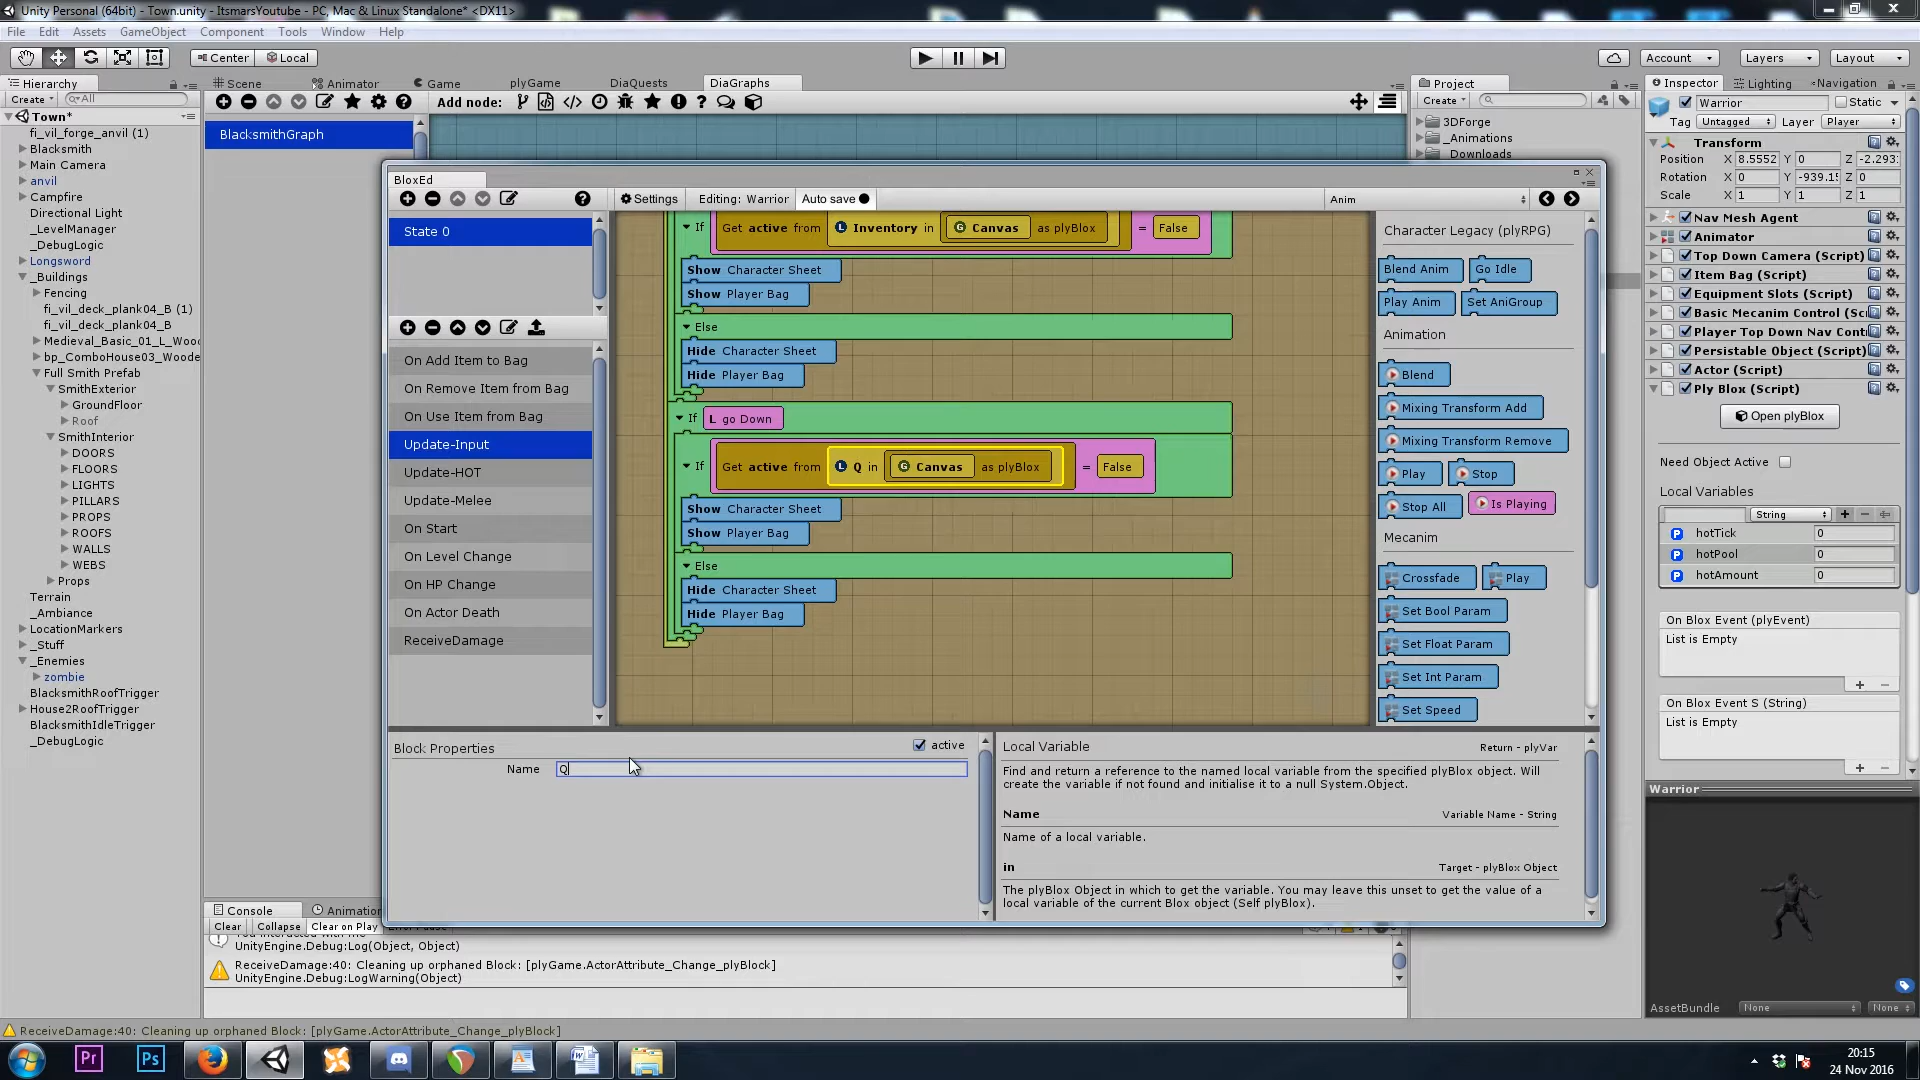 Unity Personal (64bit) - Town.unity - ItsmarsYoutube - PC, Mac & Linux Standalone* <DX11>
File Edit Assets GameObject Component Tools Window Help
Center Local Account Layers Layout
Hierarchy Scene Animator Game plyGame DiaQuests DiaGraphs Project Inspector Lighting Navigation
Create All
Add node:
Create
Warrior Static
Tag Untagged Layer Player
Town*
fi_vil_forge_anvil (1)
Blacksmith
Main Camera
anvil
Campfire
Directional Light
_LevelManager
_DebugLogic
Longsword
_Buildings
Fencing
fi_vil_deck_plank04_B (1)
fi_vil_deck_plank04_B
Medieval_Basic_01_L_Wood
bp_ComboHouse03_Woode
Full Smith Prefab
SmithExterior
GroundFloor
Roof
SmithInterior
DOORS
FLOORS
LIGHTS
PILLARS
PROPS
ROOFS
WALLS
WEBS
Props
Terrain
_Ambiance
LocationMarkers
_Stuff
_Enemies
zombie
BlacksmithRoofTrigger
House2RoofTrigger
BlacksmithIdleTrigger
_DebugLogic
BlacksmithGraph
3DForge
_Animations
_Downloads
BloxEd
Settings Editing: Warrior Auto save Anim
State 0
On Add Item to Bag
On Remove Item from Bag
On Use Item from Bag
Update-Input
Update-HOT
Update-Melee
On Start
On Level Change
On HP Change
On Actor Death
ReceiveDamage
If Get active from L Inventory in G Canvas as plyBlox = False
Show Character Sheet
Show Player Bag
Else
Hide Character Sheet
Hide Player Bag
If L go Down
If Get active from L Q in G Canvas as plyBlox = False
Show Character Sheet
Show Player Bag
Else
Hide Character Sheet
Hide Player Bag
Character Legacy (plyRPG)
Blend Anim Go Idle
Play Anim Set AniGroup
Animation
Blend
Mixing Transform Add
Mixing Transform Remove
Play Stop
Stop All Is Playing
Mecanim
Crossfade Play
Set Bool Param
Set Float Param
Set Int Param
Set Speed
Block Properties active
Name Q
Local Variable Return - plyVar
Find and return a reference to the named local variable from the specified plyBlox object. Will
create the variable if not found and initialise it to a null System.Object.
Name Variable Name - String
Name of a local variable.
in Target - plyBlox Object
The plyBlox Object in which to get the variable. You may leave this unset to get the value of a
local variable of the current Blox object (Self plyBlox).
Transform
Position X 8.5552 Y 0 Z -2.293
Rotation X 0 Y -939.15 Z 0
Scale X 1 Y 1 Z 1
Nav Mesh Agent
Animator
Top Down Camera (Script)
Item Bag (Script)
Equipment Slots (Script)
Basic Mecanim Control (Sc
Player Top Down Nav Cont
Persistable Object (Script)
Actor (Script)
Ply Blox (Script)
Open plyBlox
Need Object Active
Local Variables
String
P hotTick 0
P hotPool 0
P hotAmount 0
On Blox Event (plyEvent)
List is Empty
On Blox Event S (String)
List is Empty
Warrior
AssetBundle None None
Console Animation
Clear Collapse Clear on Play
UnityEngine.Debug:Log(Object, Object)
ReceiveDamage:40: Cleaning up orphaned Block: [plyGame.ActorAttribute_Change_plyBlock]
UnityEngine.Debug:LogWarning(Object)
ReceiveDamage:40: Cleaning up orphaned Block: [plyGame.ActorAttribute_Change_plyBlock]
Pr Ps
20:15
24 Nov 2016